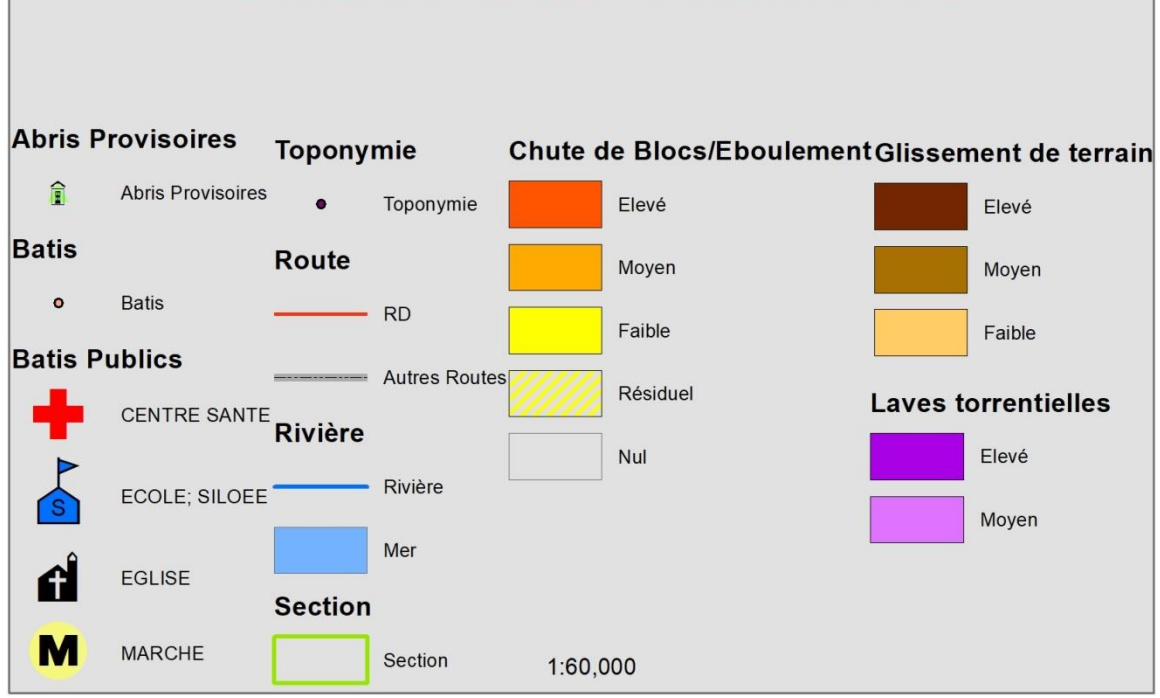 Abris Provisoires
Abris Provisoires
Batis
Batis
Batis Publics
CENTRE SANTE
ECOLE; SILOEE
S
EGLISE
M
MARCHE
Toponymie
Toponymie
Route
RD
Autres Routes
Rivière
Rivière
Mer
Section
Section
Chute de Blocs/Eboulement
Elevé
Moyen
Faible
Résiduel
Nul
1:60,000
Glissement de terrain
Elevé
Moyen
Faible
Laves torrentielles
Elevé
Moyen